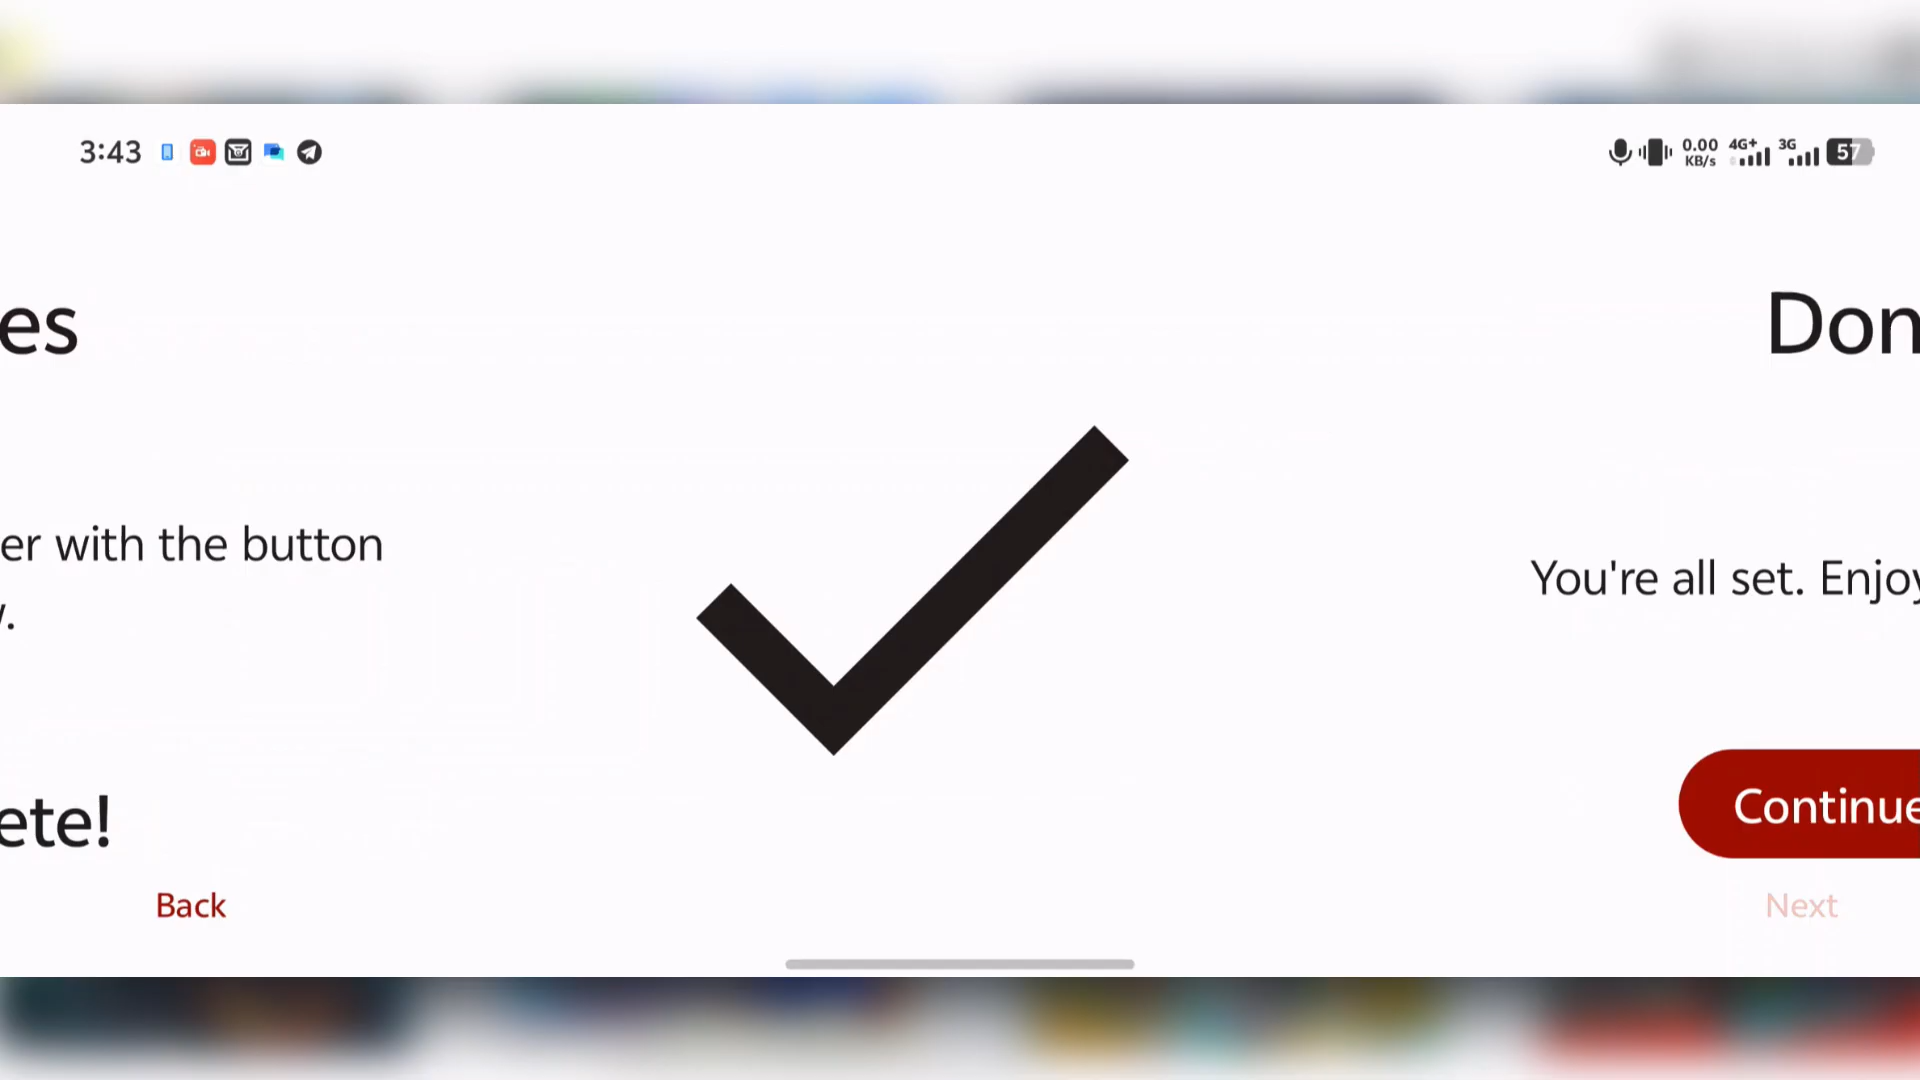 3:43
0.00
KB/s
4G+
3G
57
es
Don
er with the button
You're all set. Enjoy
Continue
ete!
Back
Next